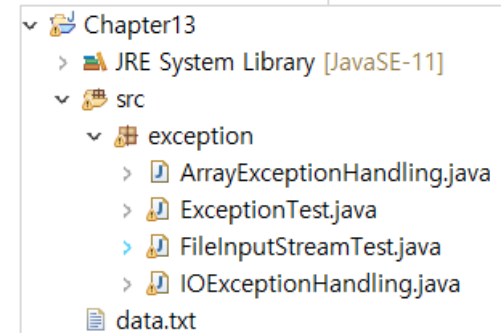 Chapter13
JRE System Library [JavaSE-11]
src
exception
ArrayExceptionHandling.java
ExceptionTest.java
FileInputStreamTest.java
IOExceptionHandling.java
data.txt